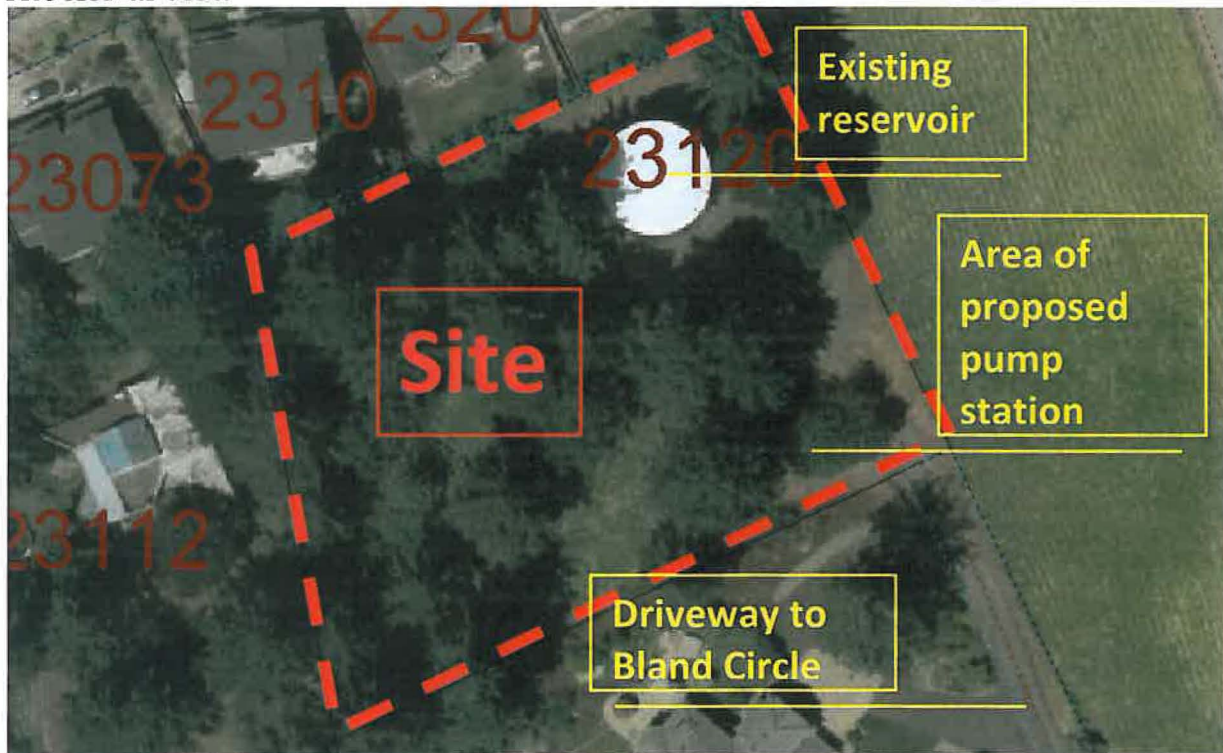 2320
Existing
reservoir
2310
23120
23073
Area of
proposed
pump
station
Site
23112
Driveway to
Bland Circle